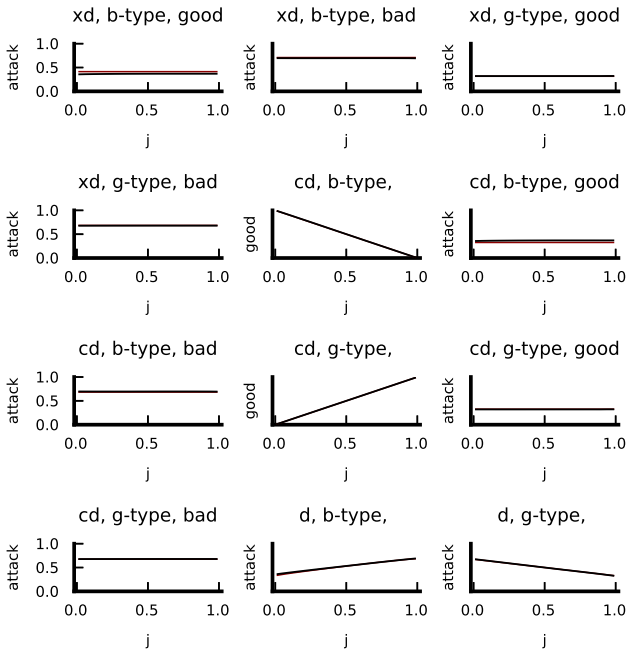 xd, b-type, good xd, b-type, bad xd, g-type, good
attack 1.0 0.5 0.0 attack attack
0.0 0.5 1.0 0.0 0.5 1.0 0.0 0.5 1.0
j j j
xd, g-type, bad cd, b-type, cd, b-type, good
attack 1.0 0.5 0.0 good attack
0.0 0.5 1.0 0.0 0.5 1.0 0.0 0.5 1.0
j j j
cd, b-type, bad cd, g-type, cd, g-type, good
attack 1.0 0.5 0.0 good attack
0.0 0.5 1.0 0.0 0.5 1.0 0.0 0.5 1.0
j j j
cd, g-type, bad d, b-type, d, g-type,
attack 1.0 0.5 0.0 attack attack
0.0 0.5 1.0 0.0 0.5 1.0 0.0 0.5 1.0
j j j